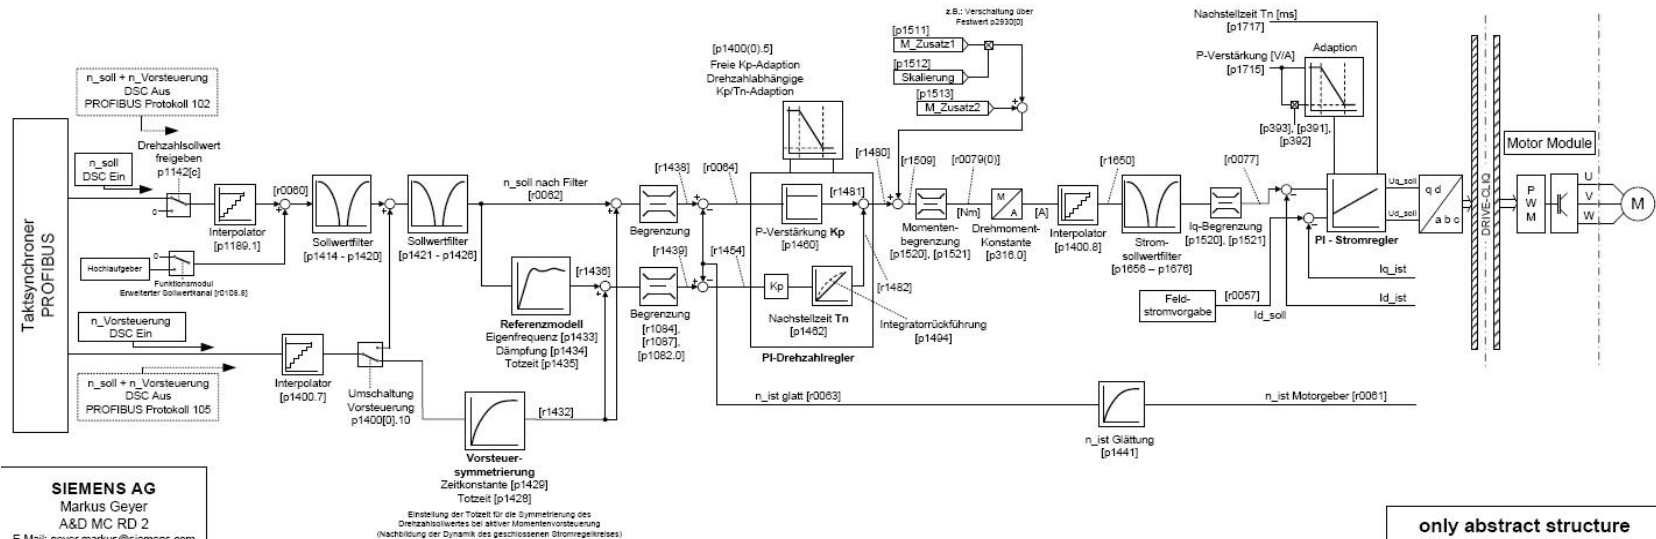 z.B.: Verschaltung über
Festwert p2930[0]
Nachstellzeit Tn [ms]
[p1717]
[p1511]
M_Zusatz1
[p1400(0).5]
Freie Kp-Adaption
Drehzahlabhängige
Kp/Tn-Adaption
[p1512]
Skalierung
[p1513]
M_Zusatz2
P-Verstärkung [V/A]
[p1715]
Adaption
[p393], [p391],
[p392]
n_soll + n_Vorsteuerung
DSC Aus
PROFIBUS Protokoll 102
Drehzahlsollwert
freigeben
p1142[c]
n_soll
DSC Ein
Taktsynchroner
PROFIBUS
0
Interpolator
[p1189.1]
[r0060]
Sollwertfilter
[p1414 - p1420]
Sollwertfilter
[p1421 - p1426]
n_soll nach Filter
[r0062]
[r1438]
[r0064]
Begrenzung
[r1439]
[r1454]
P-Verstärkung Kp
[p1460]
[r1481]
[r1480]
[r1509]
[r0079(0)]
[r1650]
[r0077]
[Nm]
M
A
[A]
Momenten-
begrenzung
[p1520], [p1521]
Drehmoment-
Konstante
[p316.0]
Interpolator
[p1400.8]
Strom-
sollwertfilter
[p1656 – p1676]
Iq-Begrenzung
[p1520], [p1521]
PI - Stromregler
Uq_soll
Ud_soll
q d
a b c
DRIVE-CLiQ
Motor Module
P
W
M
U
V
W
M
Hochlaufgeber
0
Funktionsmodul
Erweiterter Sollwertkanal [r0108.8]
n_Vorsteuerung
DSC Ein
n_soll + n_Vorsteuerung
DSC Aus
PROFIBUS Protokoll 105
Interpolator
[p1400.7]
Umschaltung
Vorsteuerung
p1400[0].10
[r1436]
Referenzmodell
Eigenfrequenz [p1433]
Dämpfung [p1434]
Totzeit [p1435]
Begrenzung
[r1084],
[r1087],
[p1082.0]
Kp
Nachstellzeit Tn
[p1462]
PI-Drehzahlregler
[r1482]
Integratorrückführung
[p1494]
Feld-
stromvorgabe
[r0057]
Id_soll
Iq_ist
Id_ist
[r1432]
Vorsteuer-
symmetrierung
Zeitkonstante [p1429]
Totzeit [p1428]
Einstellung der Totzeit für die Symmetrierung des
Drehzahlsollwertes bei aktiver Momentenvorsteuerung
(Nachbildung der Dynamik des geschlossenen Stromregelkreises)
n_ist glatt [r0063]
n_ist Glättung
[p1441]
n_ist Motorgeber [r0061]
SIEMENS AG
Markus Geyer
A&D MC RD 2
E-Mail: geyer.markus@siemens.com
only abstract structure